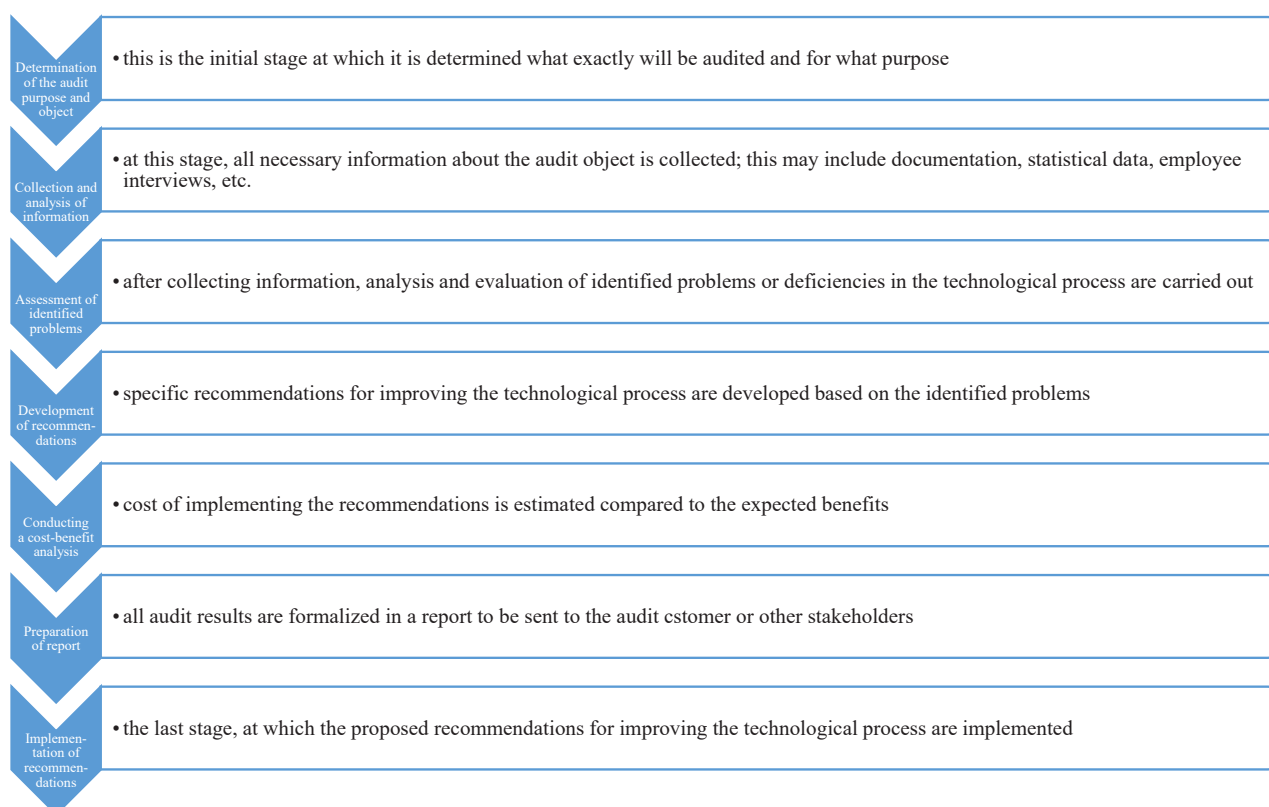 Determination
of the audit
purpose and
object
• this is the initial stage at which it is determined what exactly will be audited and for what purpose
Collection and
analysis of
information
• at this stage, all necessary information about the audit object is collected; this may include documentation, statistical data, employee
interviews, etc.
Assessment of
identified
problems
• after collecting information, analysis and evaluation of identified problems or deficiencies in the technological process are carried out
Development
of recommen-
dations
• specific recommendations for improving the technological process are developed based on the identified problems
Conducting
a cost-benefit
analysis
• cost of implementing the recommendations is estimated compared to the expected benefits
Preparation
of report
• all audit results are formalized in a report to be sent to the audit cstomer or other stakeholders
Implemen-
tation of
recommen-
dations
• the last stage, at which the proposed recommendations for improving the technological process are implemented